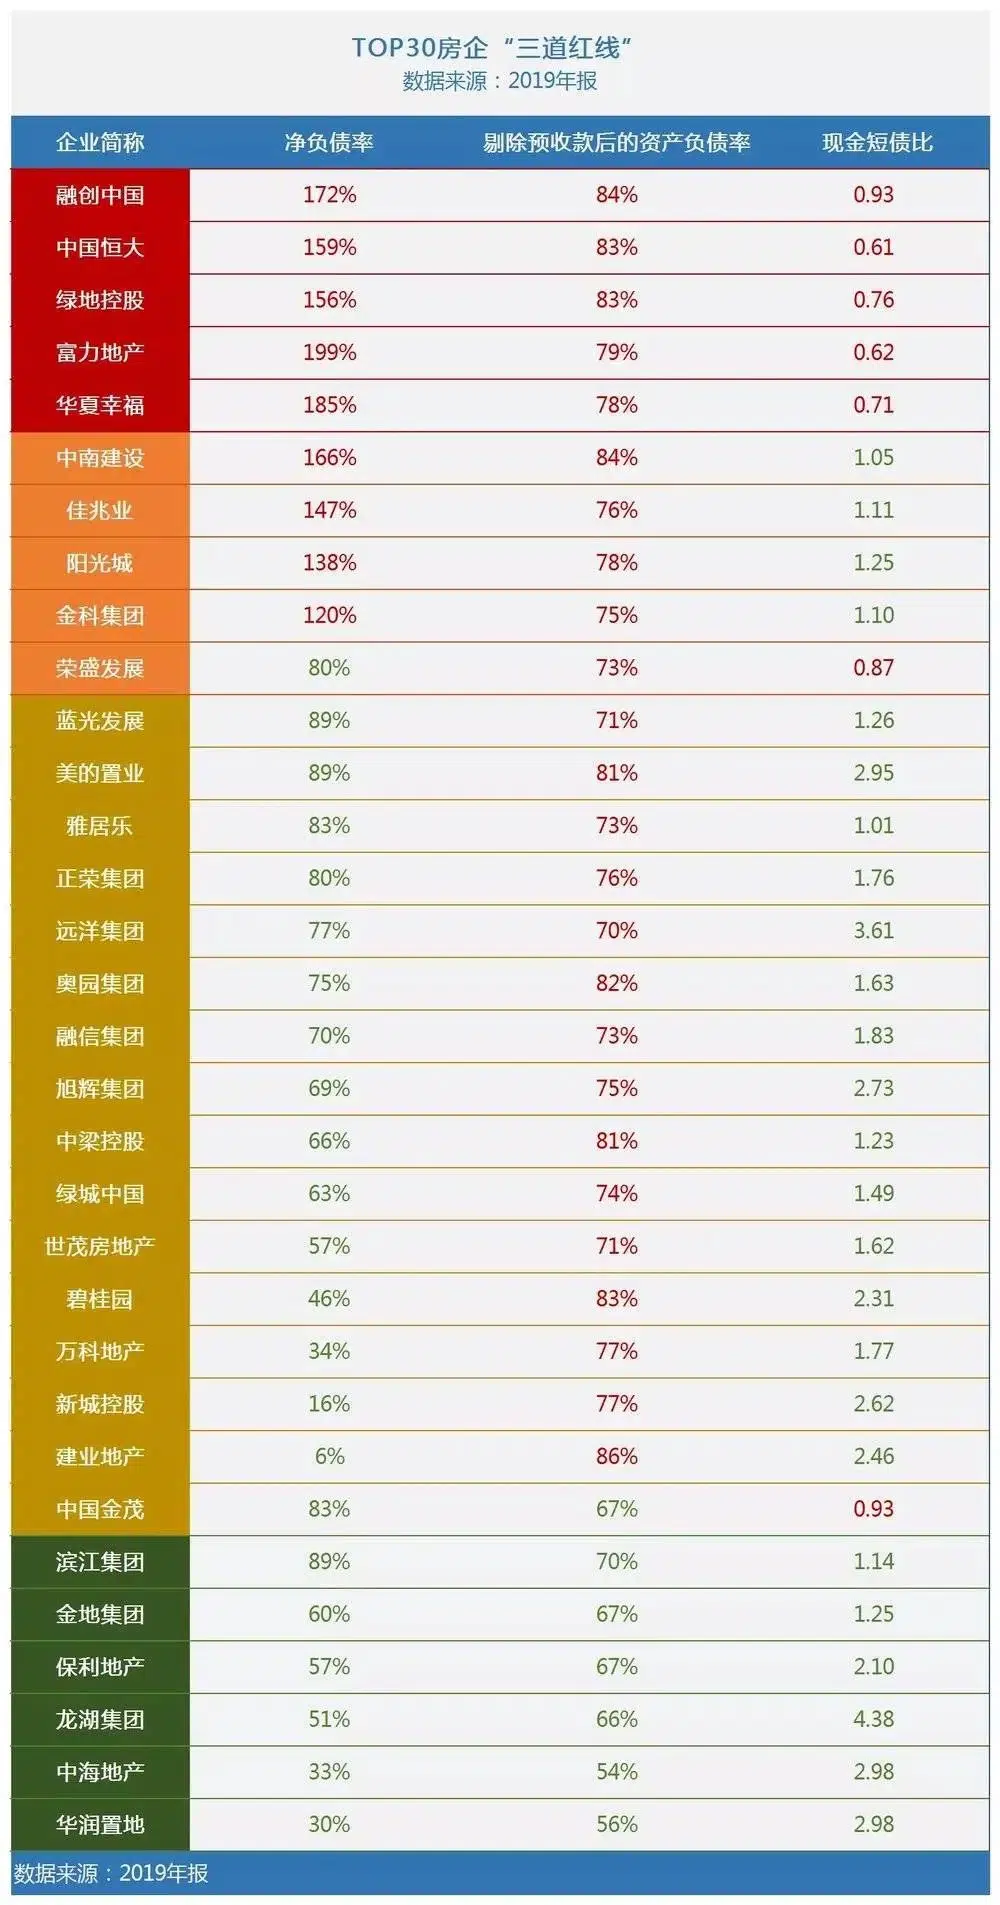 TOP30房企“三道红线”
数据来源：2019年报
企业简称 净负债率 剔除预收款后的资产负债率 现金短债比
融创中国 172% 84% 0.93
中国恒大 159% 83% 0.61
绿地控股 156% 83% 0.76
富力地产 199% 79% 0.62
华夏幸福 185% 78% 0.71
中南建设 166% 84% 1.05
佳兆业 147% 76% 1.11
阳光城 138% 78% 1.25
金科集团 120% 75% 1.10
荣盛发展 80% 73% 0.87
蓝光发展 89% 71% 1.26
美的置业 89% 81% 2.95
雅居乐 83% 73% 1.01
正荣集团 80% 76% 1.76
远洋集团 77% 70% 3.61
奥园集团 75% 82% 1.63
融信集团 70% 73% 1.83
旭辉集团 69% 75% 2.73
中梁控股 66% 81% 1.23
绿城中国 63% 74% 1.49
世茂房地产 57% 71% 1.62
碧桂园 46% 83% 2.31
万科地产 34% 77% 1.77
新城控股 16% 77% 2.62
建业地产 6% 86% 2.46
中国金茂 83% 67% 0.93
滨江集团 89% 70% 1.14
金地集团 60% 67% 1.25
保利地产 57% 67% 2.10
龙湖集团 51% 66% 4.38
中海地产 33% 54% 2.98
华润置地 30% 56% 2.98
数据来源：2019年报